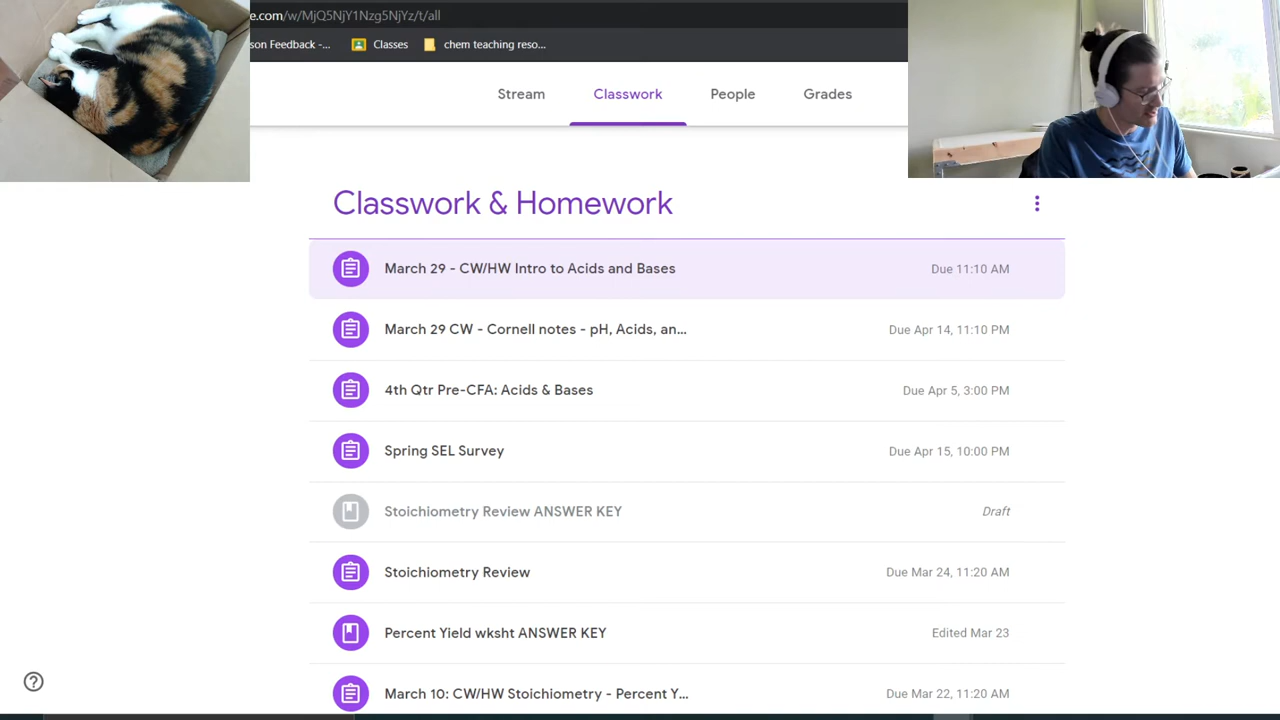 e.com/w/MjQ5NjY1Nzg5NjYz/t/all
son Feedback -... Classes chem teaching reso...
Stream Classwork People Grades
Classwork & Homework
March 29 - CW/HW Intro to Acids and Bases Due 11:10 AM
March 29 CW - Cornell notes - pH, Acids, an... Due Apr 14, 11:10 PM
4th Qtr Pre-CFA: Acids & Bases Due Apr 5, 3:00 PM
Spring SEL Survey Due Apr 15, 10:00 PM
Stoichiometry Review ANSWER KEY Draft
Stoichiometry Review Due Mar 24, 11:20 AM
Percent Yield wksht ANSWER KEY Edited Mar 23
March 10: CW/HW Stoichiometry - Percent Y... Due Mar 22, 11:20 AM